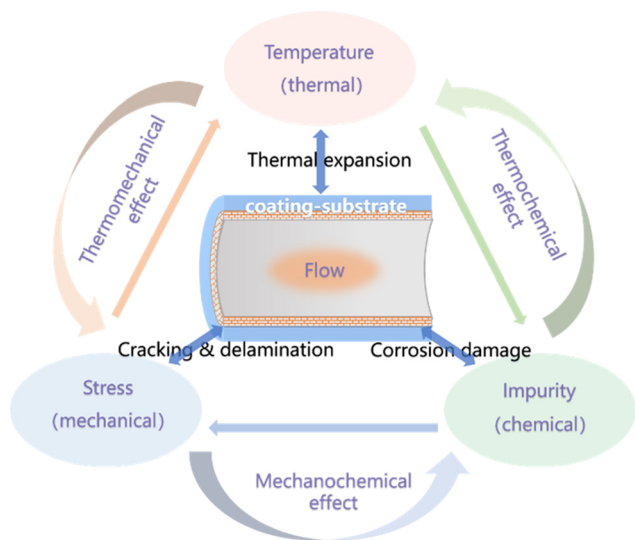 Temperature
(thermal)
Thermomechanical
effect
Thermal expansion
Thermochemical
effect
coating-substrate
Flow
Cracking & delamination
Corrosion damage
Stress
(mechanical)
Impurity
(chemical)
Mechanochemical
effect